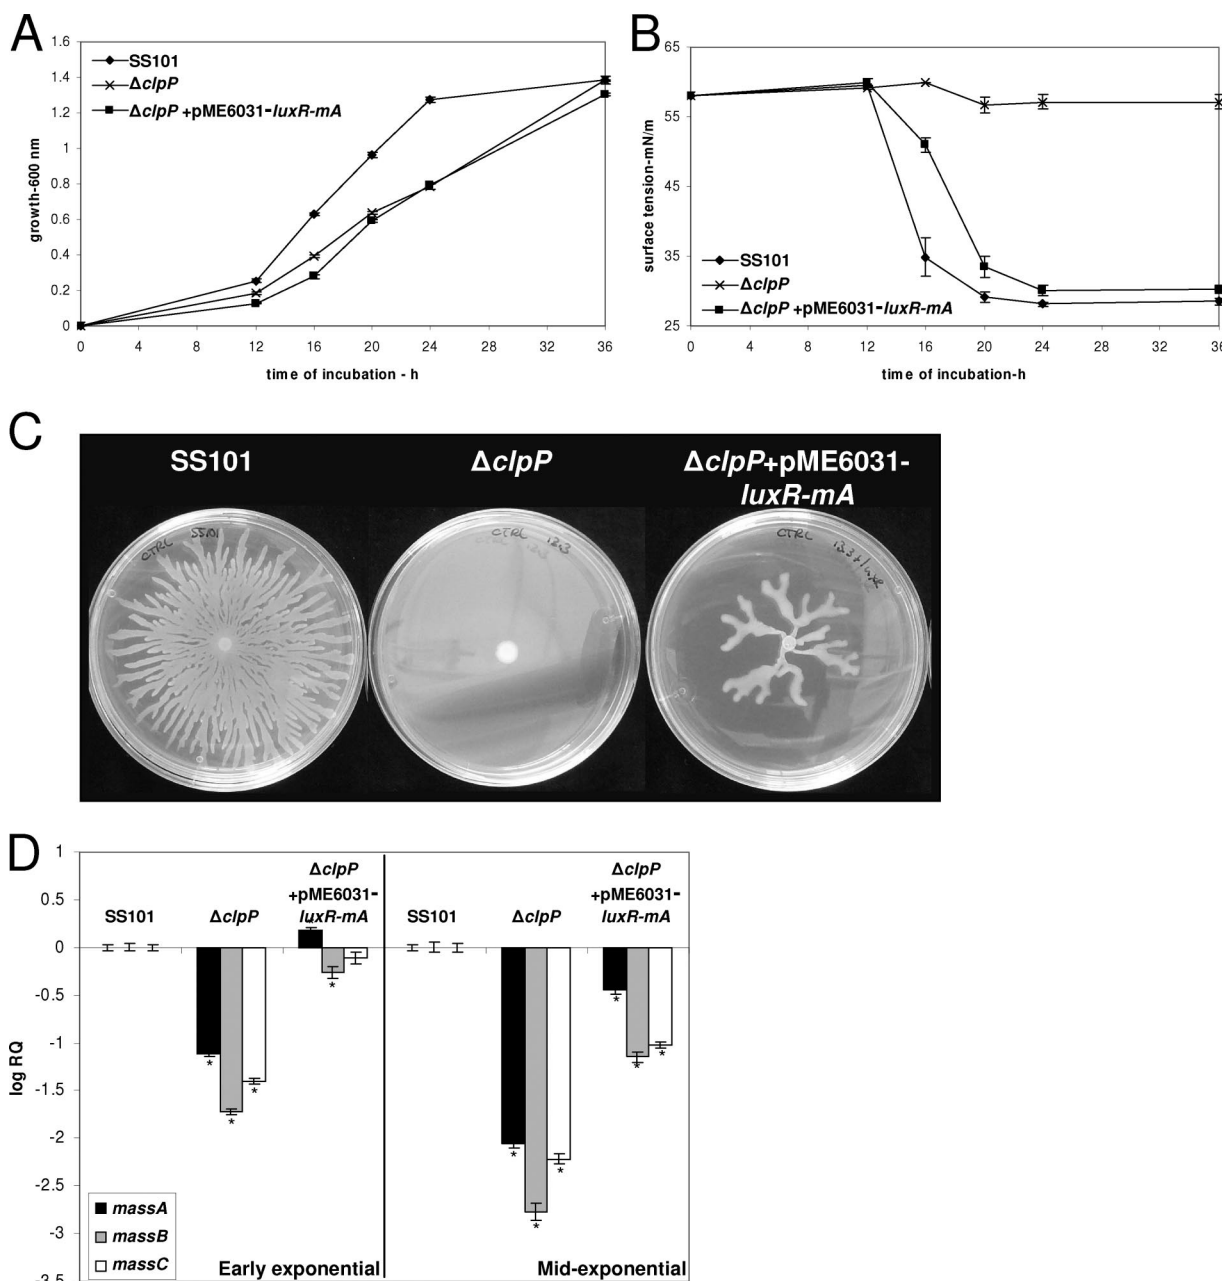 A
1.6
1.4
1.2
1
0.8
0.6
0.4
0.2
0
SS101
ΔclpP
ΔclpP +pME6031-luxR-mA
growth-600 nm
0 4 8 12 16 20 24 28 32 36
time of incubation - h
B
65
55
45
35
25
SS101
ΔclpP
ΔclpP +pME6031-luxR-mA
surface tension-mN/m
0 4 8 12 16 20 24 28 32 36
time of incubation-h
C
SS101
ΔclpP
ΔclpP+pME6031-
luxR-mA
CTRL SS101
CTRL
CTRL
D
1
0.5
0
-0.5
-1
-1.5
-2
-2.5
-3
-3.5
log RQ
SS101
ΔclpP
ΔclpP
+pME6031-
luxR-mA
SS101
ΔclpP
ΔclpP
+pME6031-
luxR-mA
* * * * * * * * * *
massA
massB
massC
Early exponential
Mid-exponential